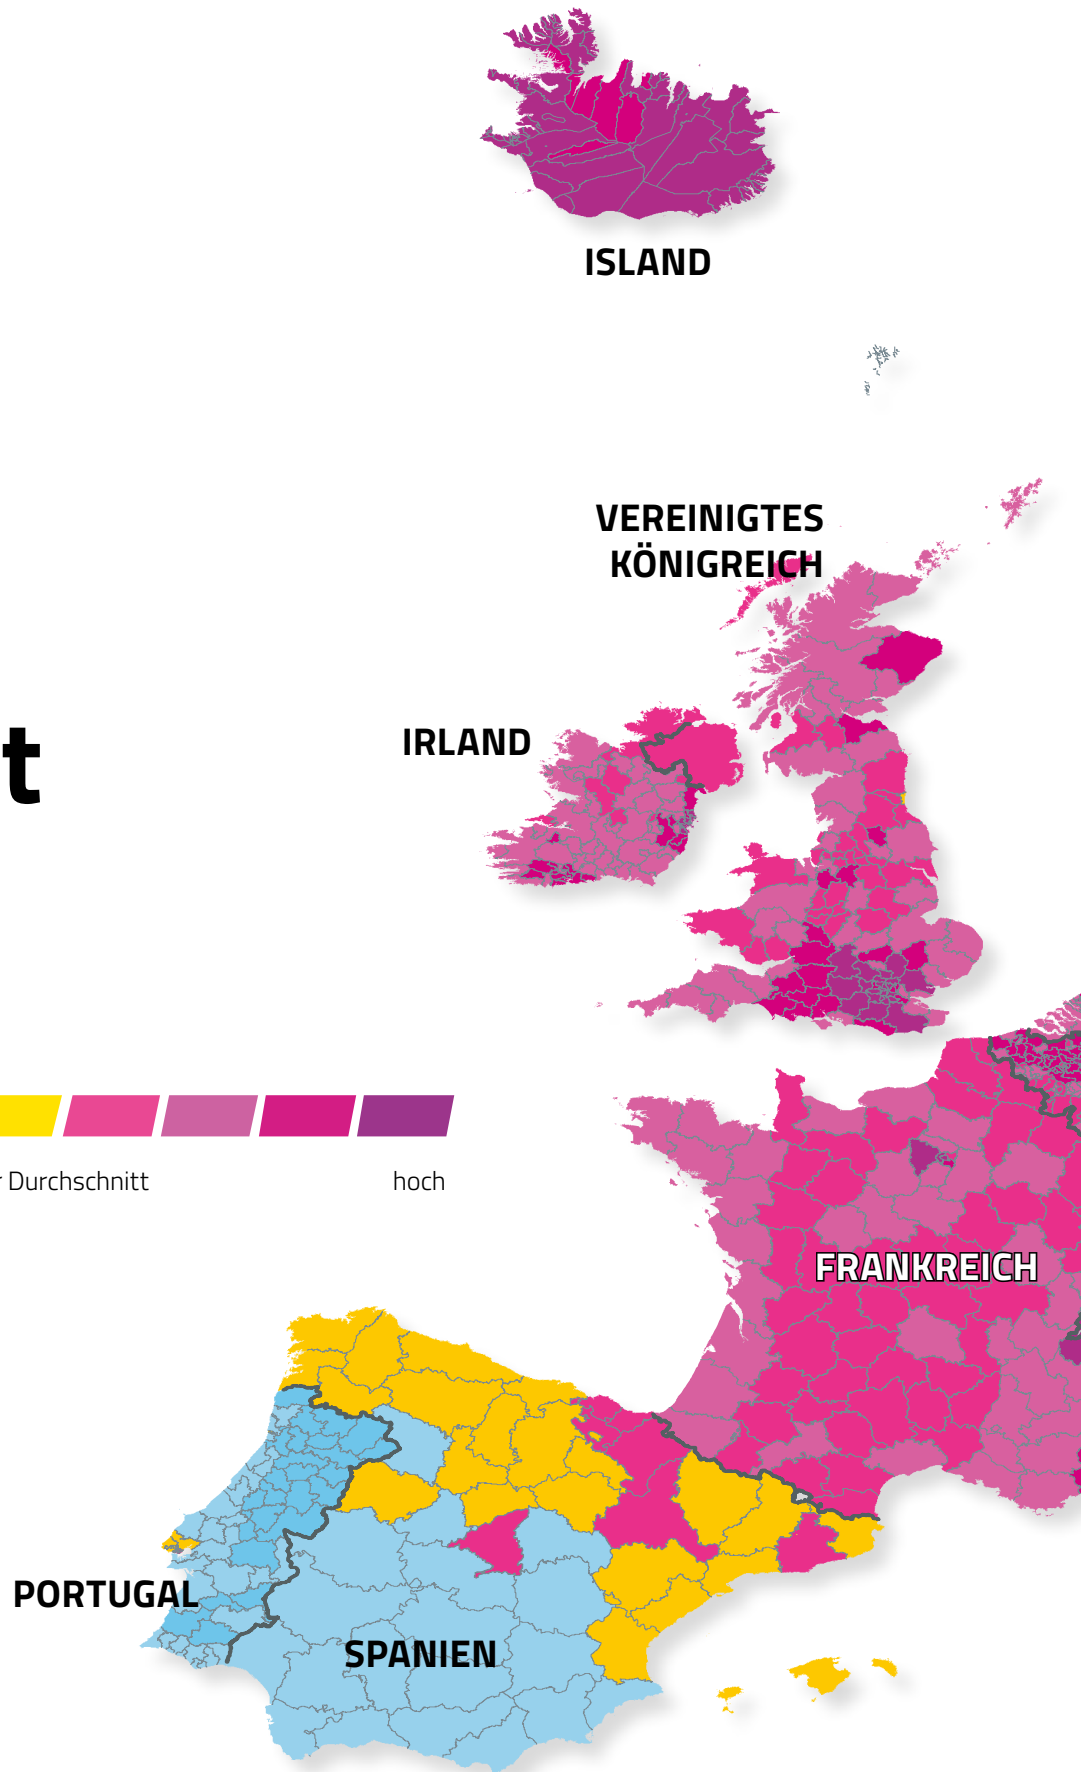 ISLAND
VEREINIGTES
KÖNIGREICH
IRLAND
t
Durchschnitt
hoch
FRANKREICH
PORTUGAL
SPANIEN